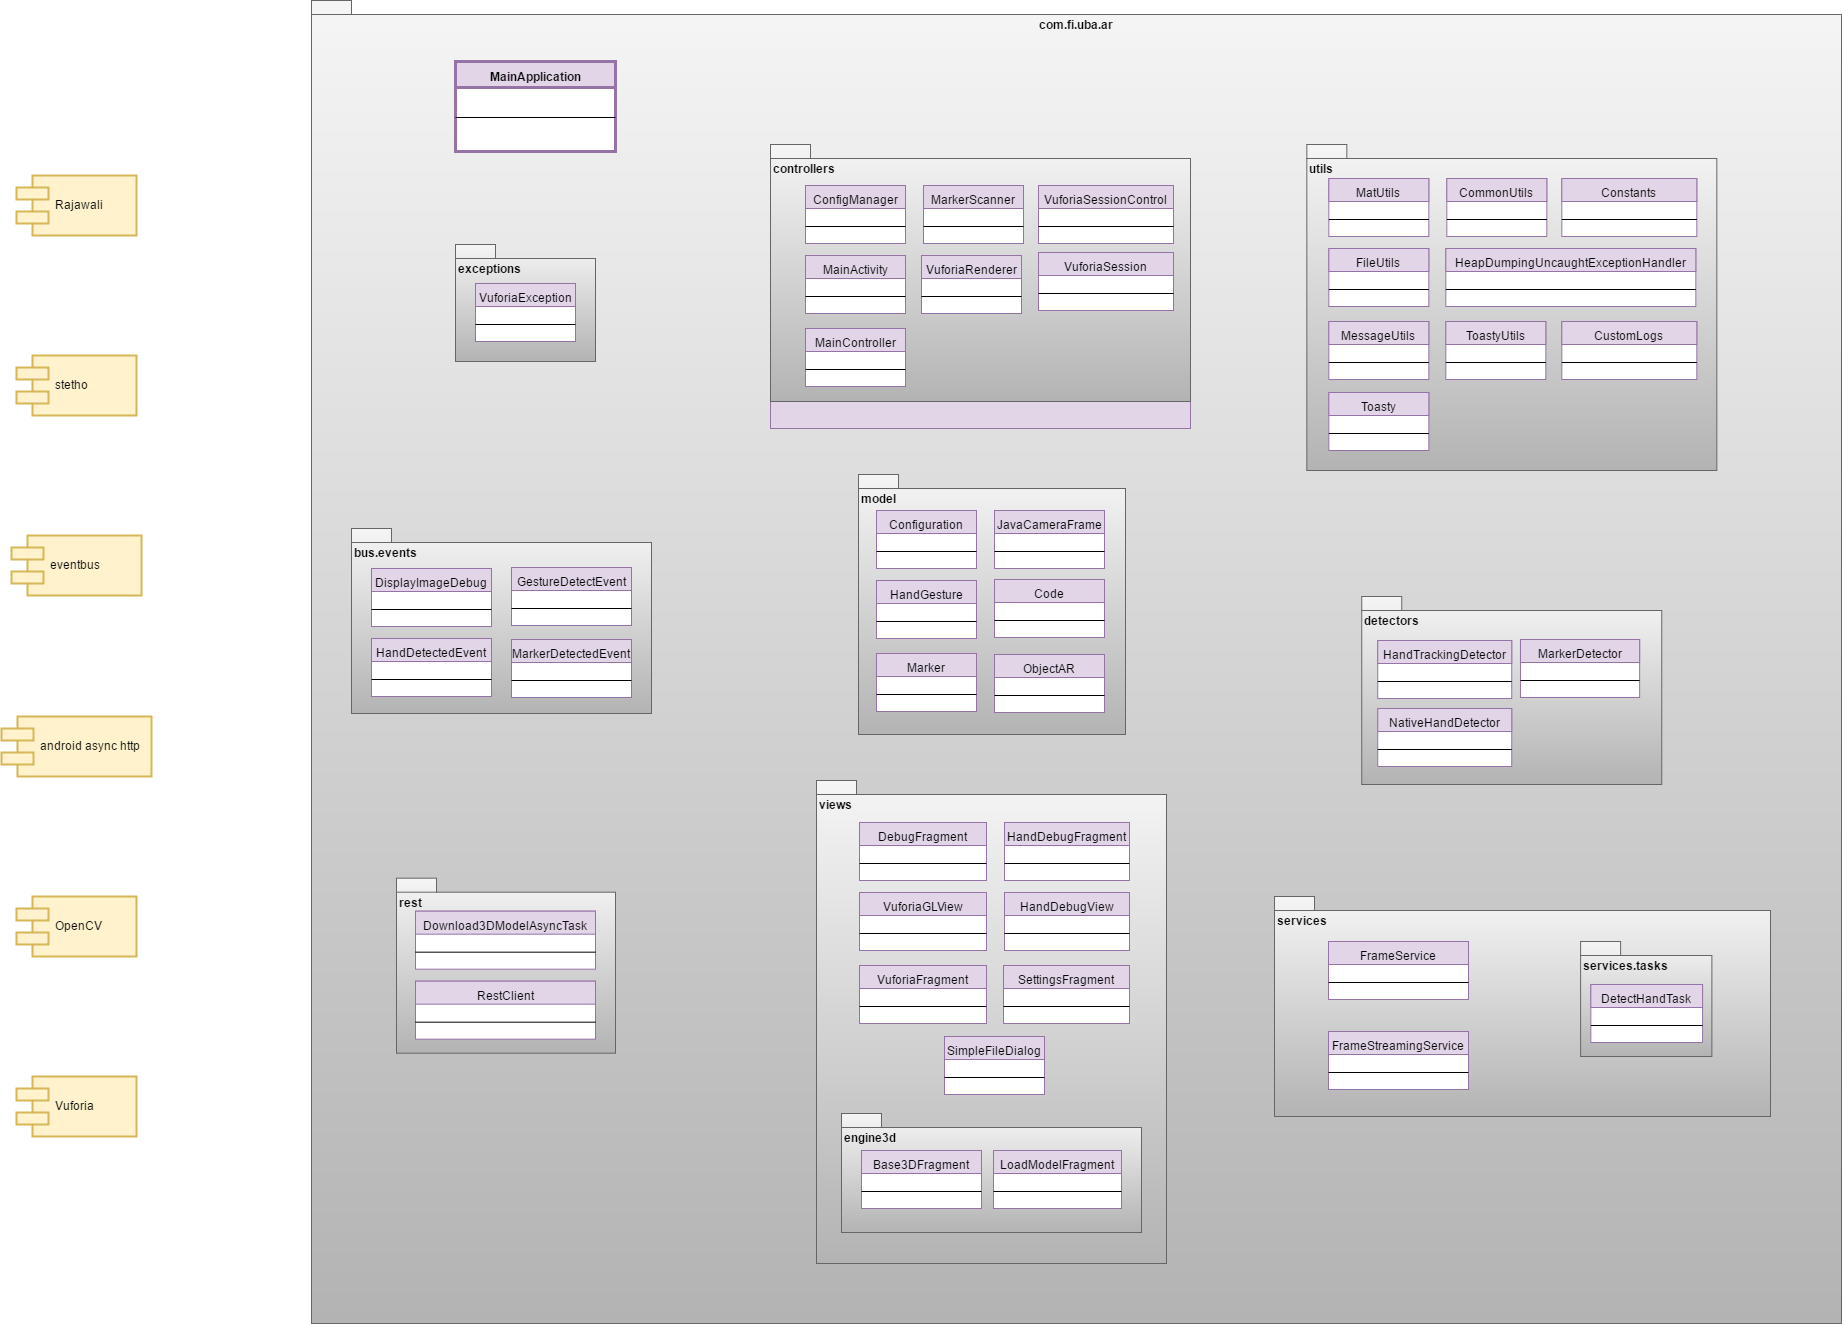 com.fi.uba.ar
MainApplication
Rajawali
stetho
eventbus
android async http
OpenCV
Vuforia
exceptions
VuforiaException
controllers
ConfigManager
MarkerScanner
VuforiaSessionControl
MainActivity
VuforiaRenderer
VuforiaSession
MainController
utils
MatUtils
CommonUtils
Constants
FileUtils
HeapDumpingUncaughtExceptionHandler
MessageUtils
ToastyUtils
CustomLogs
Toasty
bus.events
DisplayImageDebug
GestureDetectEvent
HandDetectedEvent
MarkerDetectedEvent
model
Configuration
JavaCameraFrame
HandGesture
Code
Marker
ObjectAR
detectors
HandTrackingDetector
MarkerDetector
NativeHandDetector
rest
Download3DModelAsyncTask
RestClient
views
DebugFragment
HandDebugFragment
VuforiaGLView
HandDebugView
VuforiaFragment
SettingsFragment
SimpleFileDialog
engine3d
Base3DFragment
LoadModelFragment
services
FrameService
FrameStreamingService
services.tasks
DetectHandTask